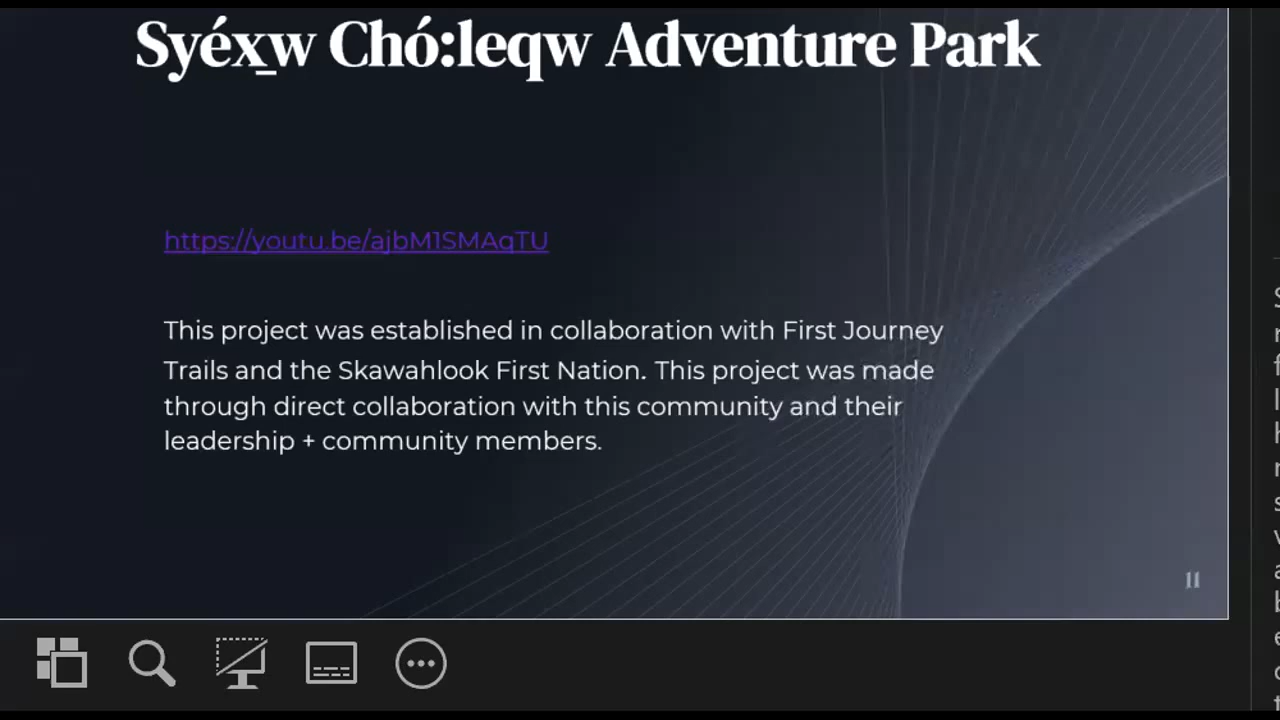 Syéx̲w Chó:leqw Adventure Park
https://youtu.be/ajbM1SMAqTU
This project was established in collaboration with First Journey
Trails and the Skawahlook First Nation. This project was made
through direct collaboration with this community and their
leadership + community members.
11